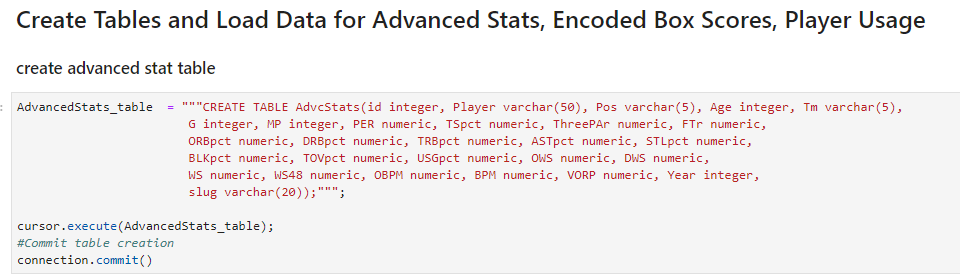 Create Tables and Load Data for Advanced Stats, Encoded Box Scores, Player Usage
create advanced stat table
:
AdvancedStats_table  = """CREATE TABLE AdvcStats(id integer, Player varchar(50), Pos varchar(5), Age integer, Tm varchar(5),
G integer, MP integer, PER numeric, TSpct numeric, ThreePAr numeric, FTr numeric,
ORBpct numeric, DRBpct numeric, TRBpct numeric, ASTpct numeric, STLpct numeric,
BLKpct numeric, TOVpct numeric, USGpct numeric, OWS numeric, DWS numeric,
WS numeric, WS48 numeric, OBPM numeric, BPM numeric, VORP numeric, Year integer,
slug varchar(20));""";
cursor.execute(AdvancedStats_table);
#Commit table creation
connection.commit()